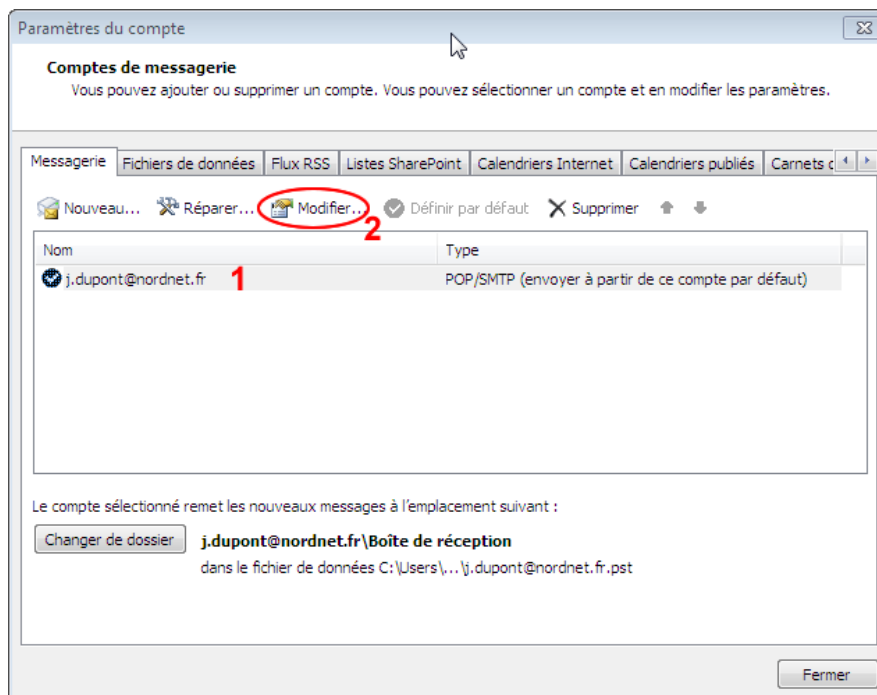 Paramètres du compte
Comptes de messagerie
Vous pouvez ajouter ou supprimer un compte. Vous pouvez sélectionner un compte et en modifier les paramètres.
Messagerie Fichiers de données Flux RSS Listes SharePoint Calendriers Internet Calendriers publiés Carnets
Nouveau... Réparer... Modifier... Définir par défaut Supprimer
2
Nom Type
j.dupont@nordnet.fr 1 POP/SMTP (envoyer à partir de ce compte par défaut)
Le compte sélectionné remet les nouveaux messages à l'emplacement suivant :
Changer de dossier j.dupont@nordnet.fr\Boîte de réception
dans le fichier de données C:\Users\...\j.dupont@nordnet.fr.pst
Fermer